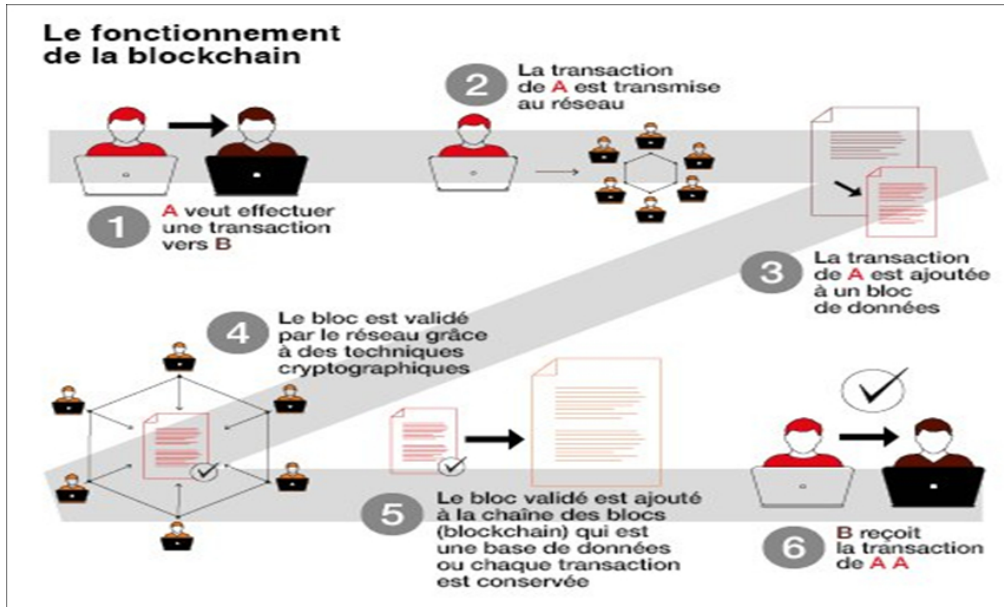 Le fonctionnement
de la blockchain
1
A veut effectuer
une transaction
vers B
2
La transaction
de A est transmise
au réseau
3
La transaction
de A est ajoutée
à un bloc
de données
4
Le bloc est validé
par le réseau grâce
à des techniques
cryptographiques
5
Le bloc validé est ajouté
à la chaîne des blocs
(blockchain) qui est
une base de données
ou chaque transaction
est conservée
6
B reçoit
la transaction
de A A